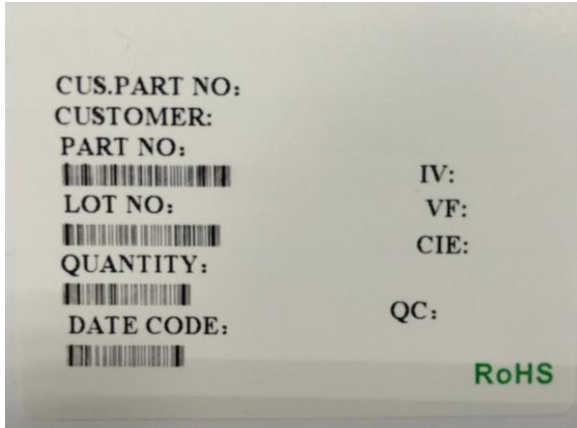 CUS.PART NO:
CUSTOMER:
PART NO:
LOT NO:
QUANTITY:
DATE CODE:
IV:
VF:
CIE:
QC:
RoHS